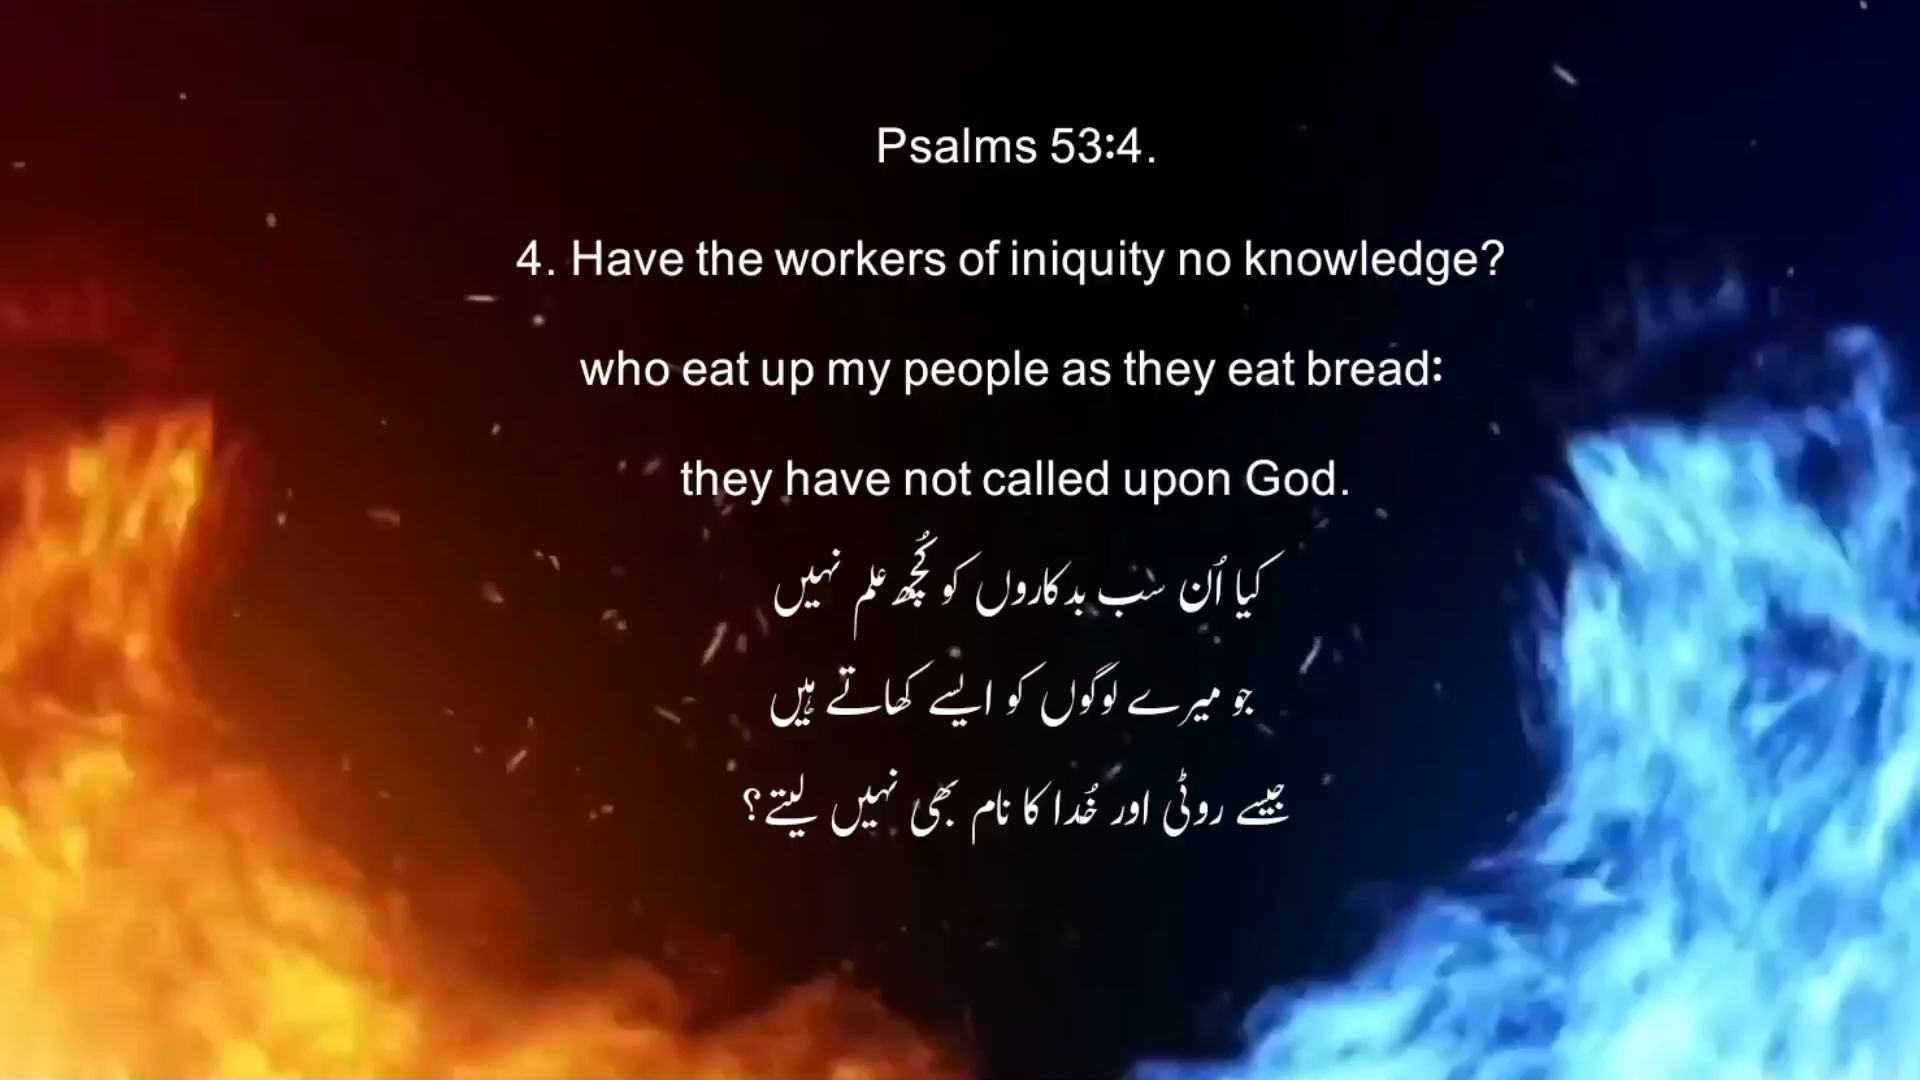 Psalms 53:4.
4. Have the workers of iniquity no knowledge?
who eat up my people as they eat bread:
they have not called upon God.
کیا اُن سب بدکاروں کو کُچھ علم نہیں
جو میرے لوگوں کو ایسے کھاتے ہیں
جیسے روٹی اور خُدا کا نام بھی نہیں لیتے؟